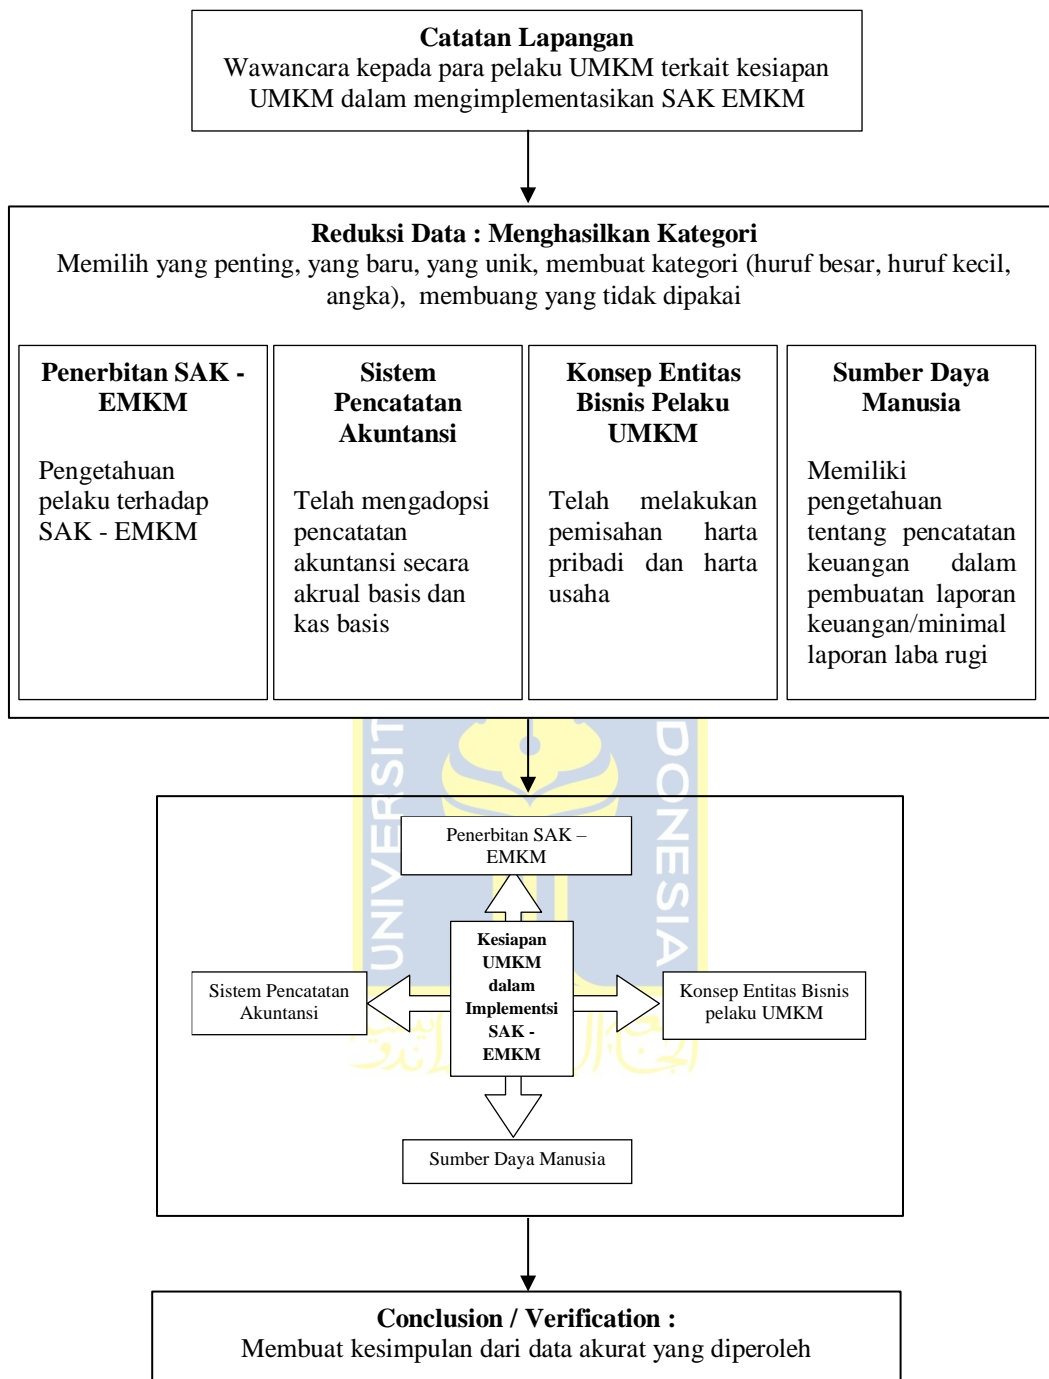 Catatan Lapangan
Wawancara kepada para pelaku UMKM terkait kesiapan
UMKM dalam mengimplementasikan SAK EMKM
Reduksi Data : Menghasilkan Kategori
Memilih yang penting, yang baru, yang unik, membuat kategori (huruf besar, huruf kecil,
angka), membuang yang tidak dipakai
Penerbitan SAK -
EMKM
Pengetahuan
pelaku terhadap
SAK - EMKM
Sistem
Pencatatan
Akuntansi
Telah mengadopsi
pencatatan
akuntansi secara
akrual basis dan
kas basis
Konsep Entitas
Bisnis Pelaku
UMKM
Telah melakukan
pemisahan harta
pribadi dan harta
usaha
Sumber Daya
Manusia
Memiliki
pengetahuan
tentang pencatatan
keuangan dalam
pembuatan laporan
keuangan/minimal
laporan laba rugi
Penerbitan SAK –
EMKM
Kesiapan
UMKM
dalam
Implementsi
SAK -
EMKM
Sistem Pencatatan
Akuntansi
Konsep Entitas Bisnis
pelaku UMKM
Sumber Daya Manusia
UNIVERSIT
DONESIA
Conclusion / Verification :
Membuat kesimpulan dari data akurat yang diperoleh